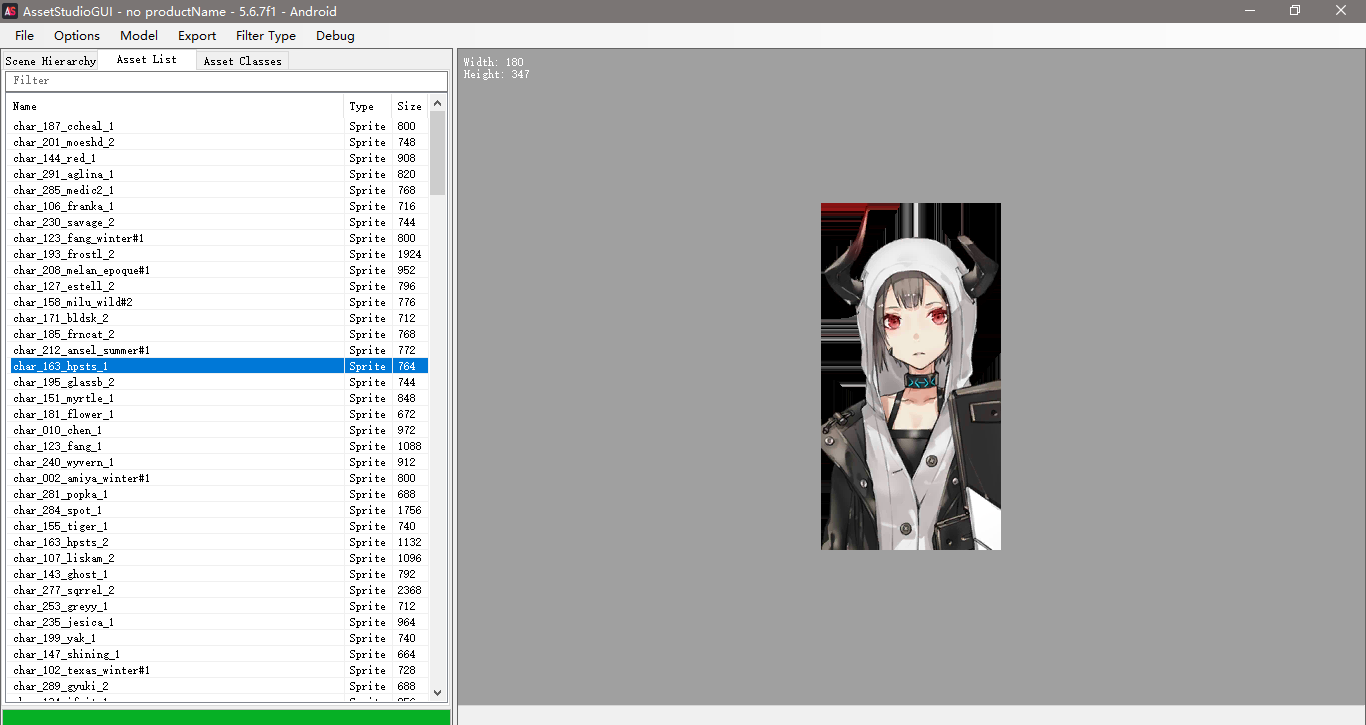 AS AssetStudioGUI - no productName - 5.6.7f1 - Android
File Options Model Export Filter Type Debug
Scene Hierarchy Asset List Asset Classes
Filter
Name Type Size
char_187_ccheal_1 Sprite 800
char_201_moeshd_2 Sprite 748
char_144_red_1 Sprite 908
char_291_aglina_1 Sprite 820
char_285_medic2_1 Sprite 768
char_106_franka_1 Sprite 716
char_230_savage_2 Sprite 744
char_123_fang_winter#1 Sprite 800
char_193_frostl_2 Sprite 1924
char_208_melan_epoque#1 Sprite 952
char_127_estell_2 Sprite 796
char_158_milu_wild#2 Sprite 776
char_171_bldsk_2 Sprite 712
char_185_frncat_2 Sprite 768
char_212_ansel_summer#1 Sprite 772
char_163_hpsts_1 Sprite 764
char_195_glassb_2 Sprite 744
char_151_myrtle_1 Sprite 848
char_181_flower_1 Sprite 672
char_010_chen_1 Sprite 972
char_123_fang_1 Sprite 1088
char_240_wyvern_1 Sprite 912
char_002_amiya_winter#1 Sprite 800
char_281_popka_1 Sprite 688
char_284_spot_1 Sprite 1756
char_155_tiger_1 Sprite 740
char_163_hpsts_2 Sprite 1132
char_107_liskam_2 Sprite 1096
char_143_ghost_1 Sprite 792
char_277_sqrrel_2 Sprite 2368
char_253_greyy_1 Sprite 712
char_235_jesica_1 Sprite 964
char_199_yak_1 Sprite 740
char_147_shining_1 Sprite 664
char_102_texas_winter#1 Sprite 728
char_289_gyuki_2 Sprite 688
Width: 180
Height: 347